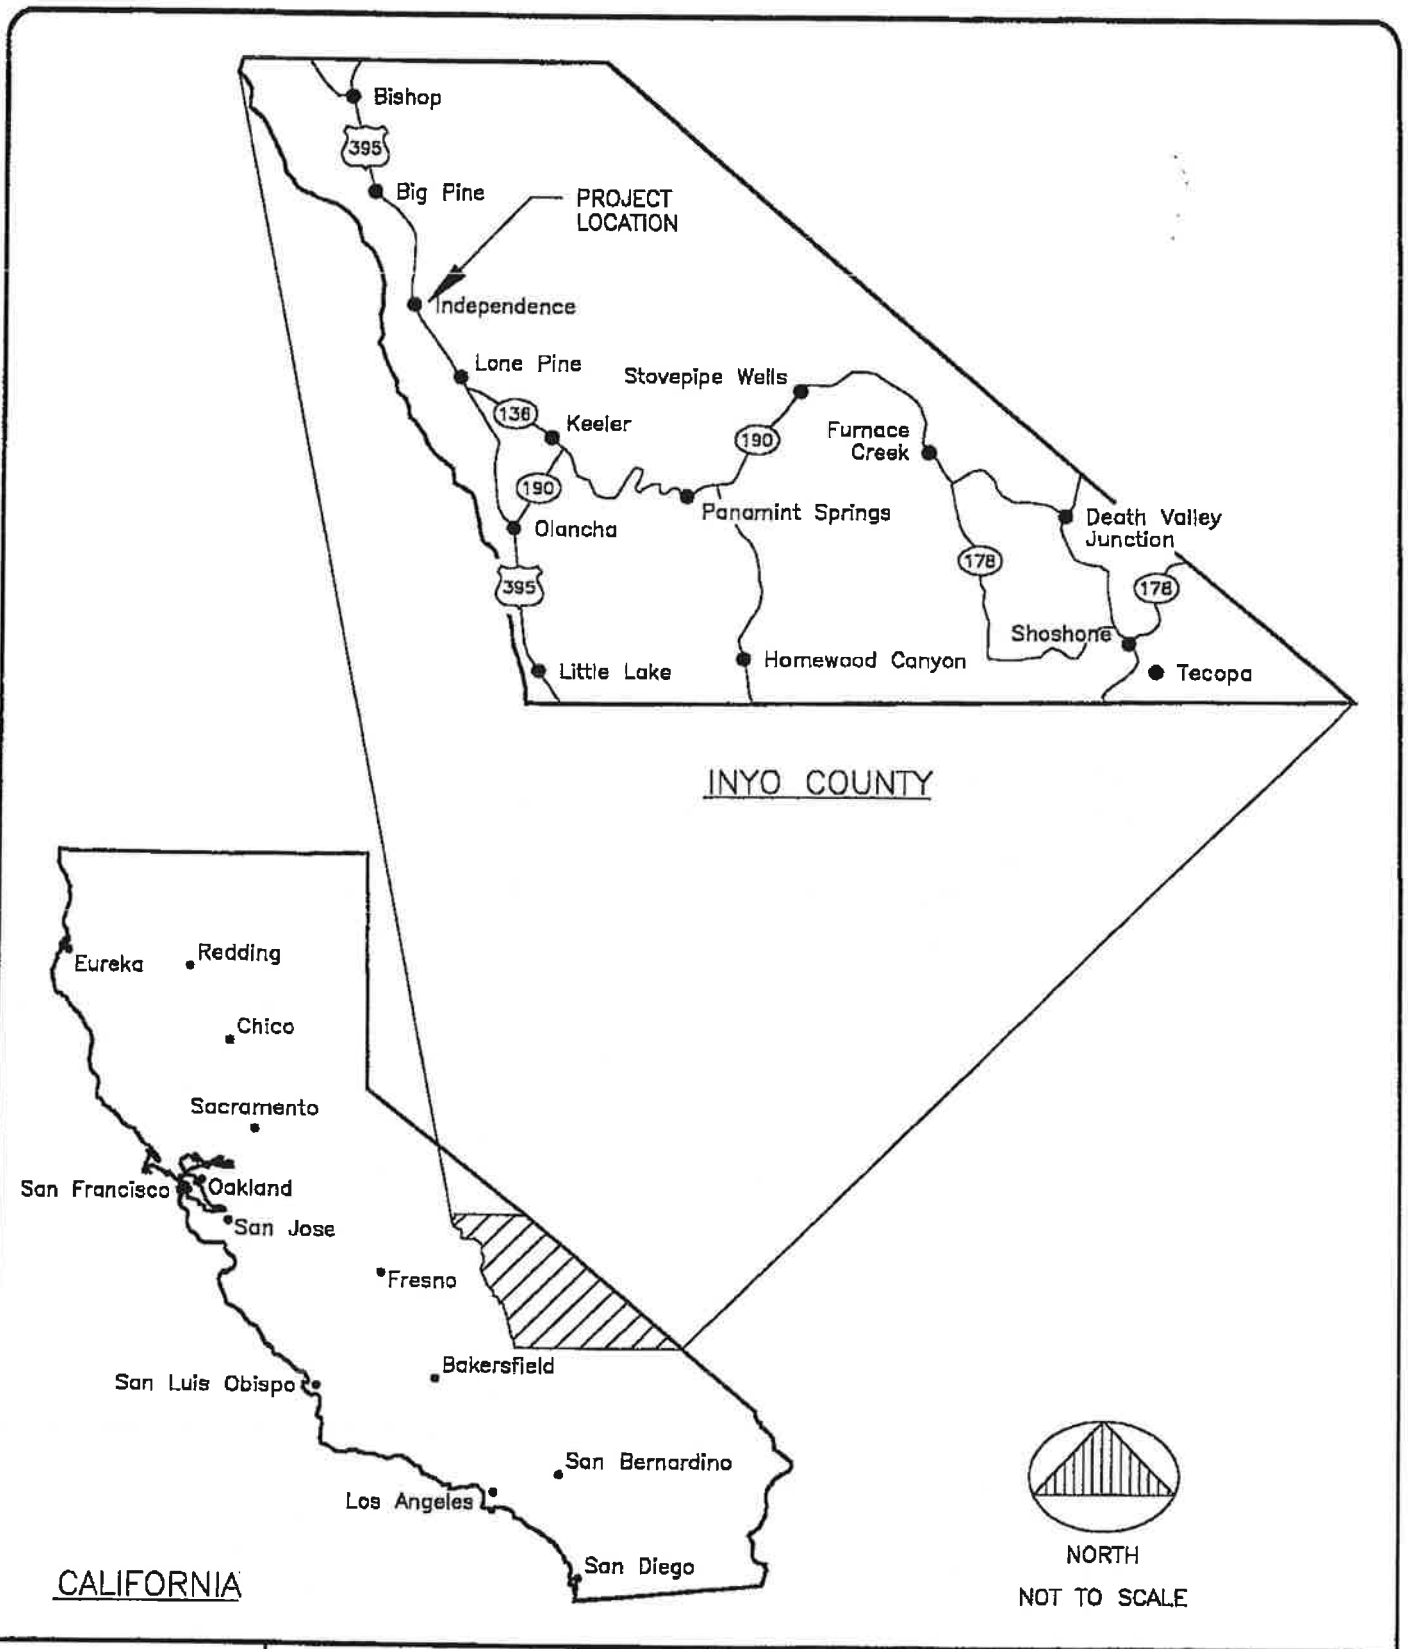 Bishop
395
Big Pine
PROJECT
LOCATION
Independence
Lone Pine
Stovepipe Wells
136
Keeler
190
Furnace
Creek
190
Panamint Springs
Olancha
Death Valley
Junction
178
395
178
Shoshone
Homewood Canyon
Little Lake
Tecopa
INYO COUNTY
Eureka
Redding
Chico
Sacramento
San Francisco
Oakland
San Jose
Fresno
Bakersfield
San Luis Obispo
San Bernardino
Los Angeles
San Diego
CALIFORNIA
NORTH
NOT TO SCALE